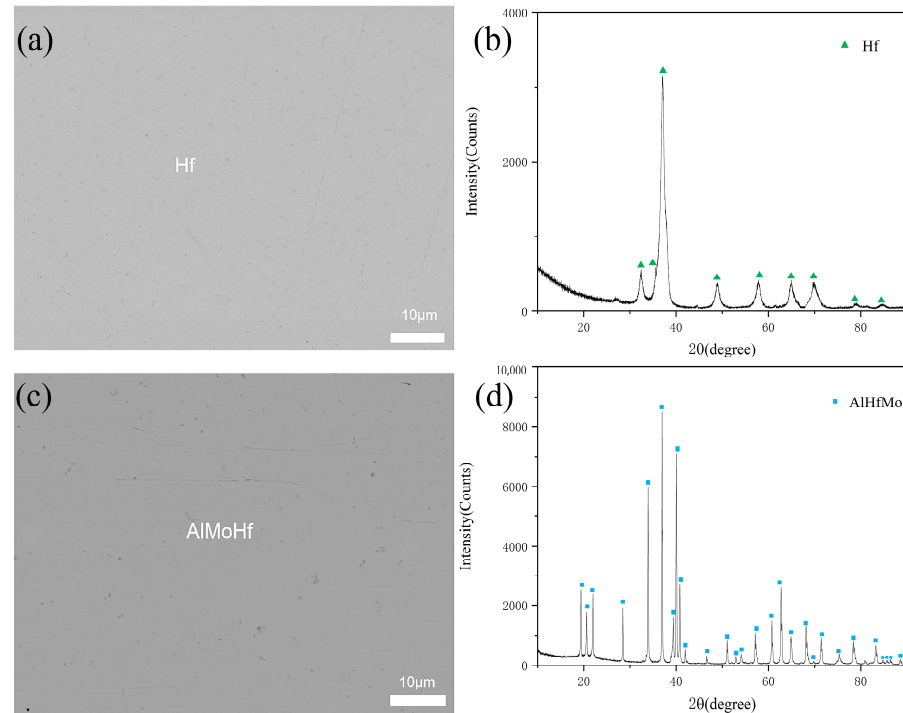 (a)
Hf
10μm
(b)
Hf
Intensity(Counts)
4000
2000
0
20
40
60
80
2θ(degree)
(c)
AlMoHf
10μm
(d)
AlHfMo
Intensity(Counts)
10,000
8000
6000
4000
2000
0
20
40
60
80
2θ(degree)